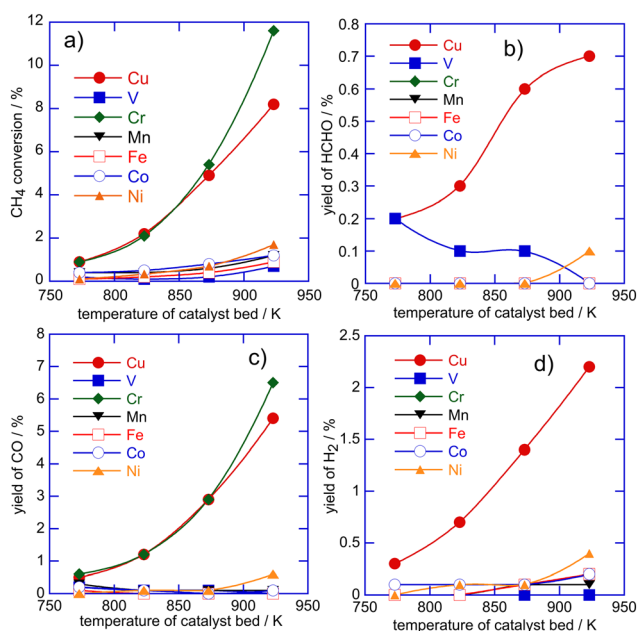 a)
12
10
8
6
4
2
0
CH4 conversion / %
Cu
V
Cr
Mn
Fe
Co
Ni
750 800 850 900 950
temperature of catalyst bed / K
b)
0.8
0.7
0.6
0.5
0.4
0.3
0.2
0.1
0
yield of HCHO / %
Cu
V
Cr
Mn
Fe
Co
Ni
750 800 850 900 950
temperature of catalyst bed / K
c)
8
7
6
5
4
3
2
1
0
yield of CO / %
Cu
V
Cr
Mn
Fe
Co
Ni
750 800 850 900 950
temperature of catalyst bed / K
d)
2.5
2
1.5
1
0.5
0
yield of H2 / %
Cu
V
Cr
Mn
Fe
Co
Ni
750 800 850 900 950
temperature of catalyst bed / K